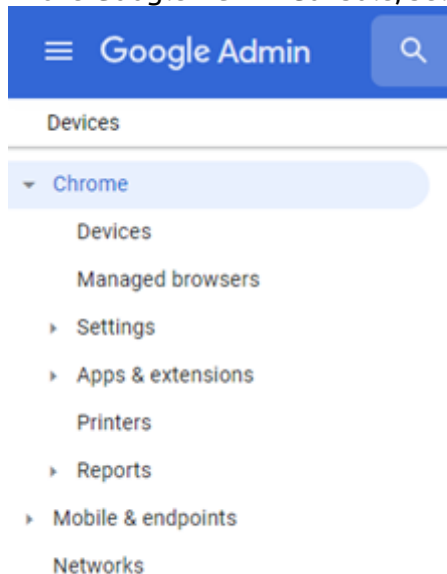 Google Admin
Devices
Chrome
Devices
Managed browsers
Settings
Apps & extensions
Printers
Reports
Mobile & endpoints
Networks